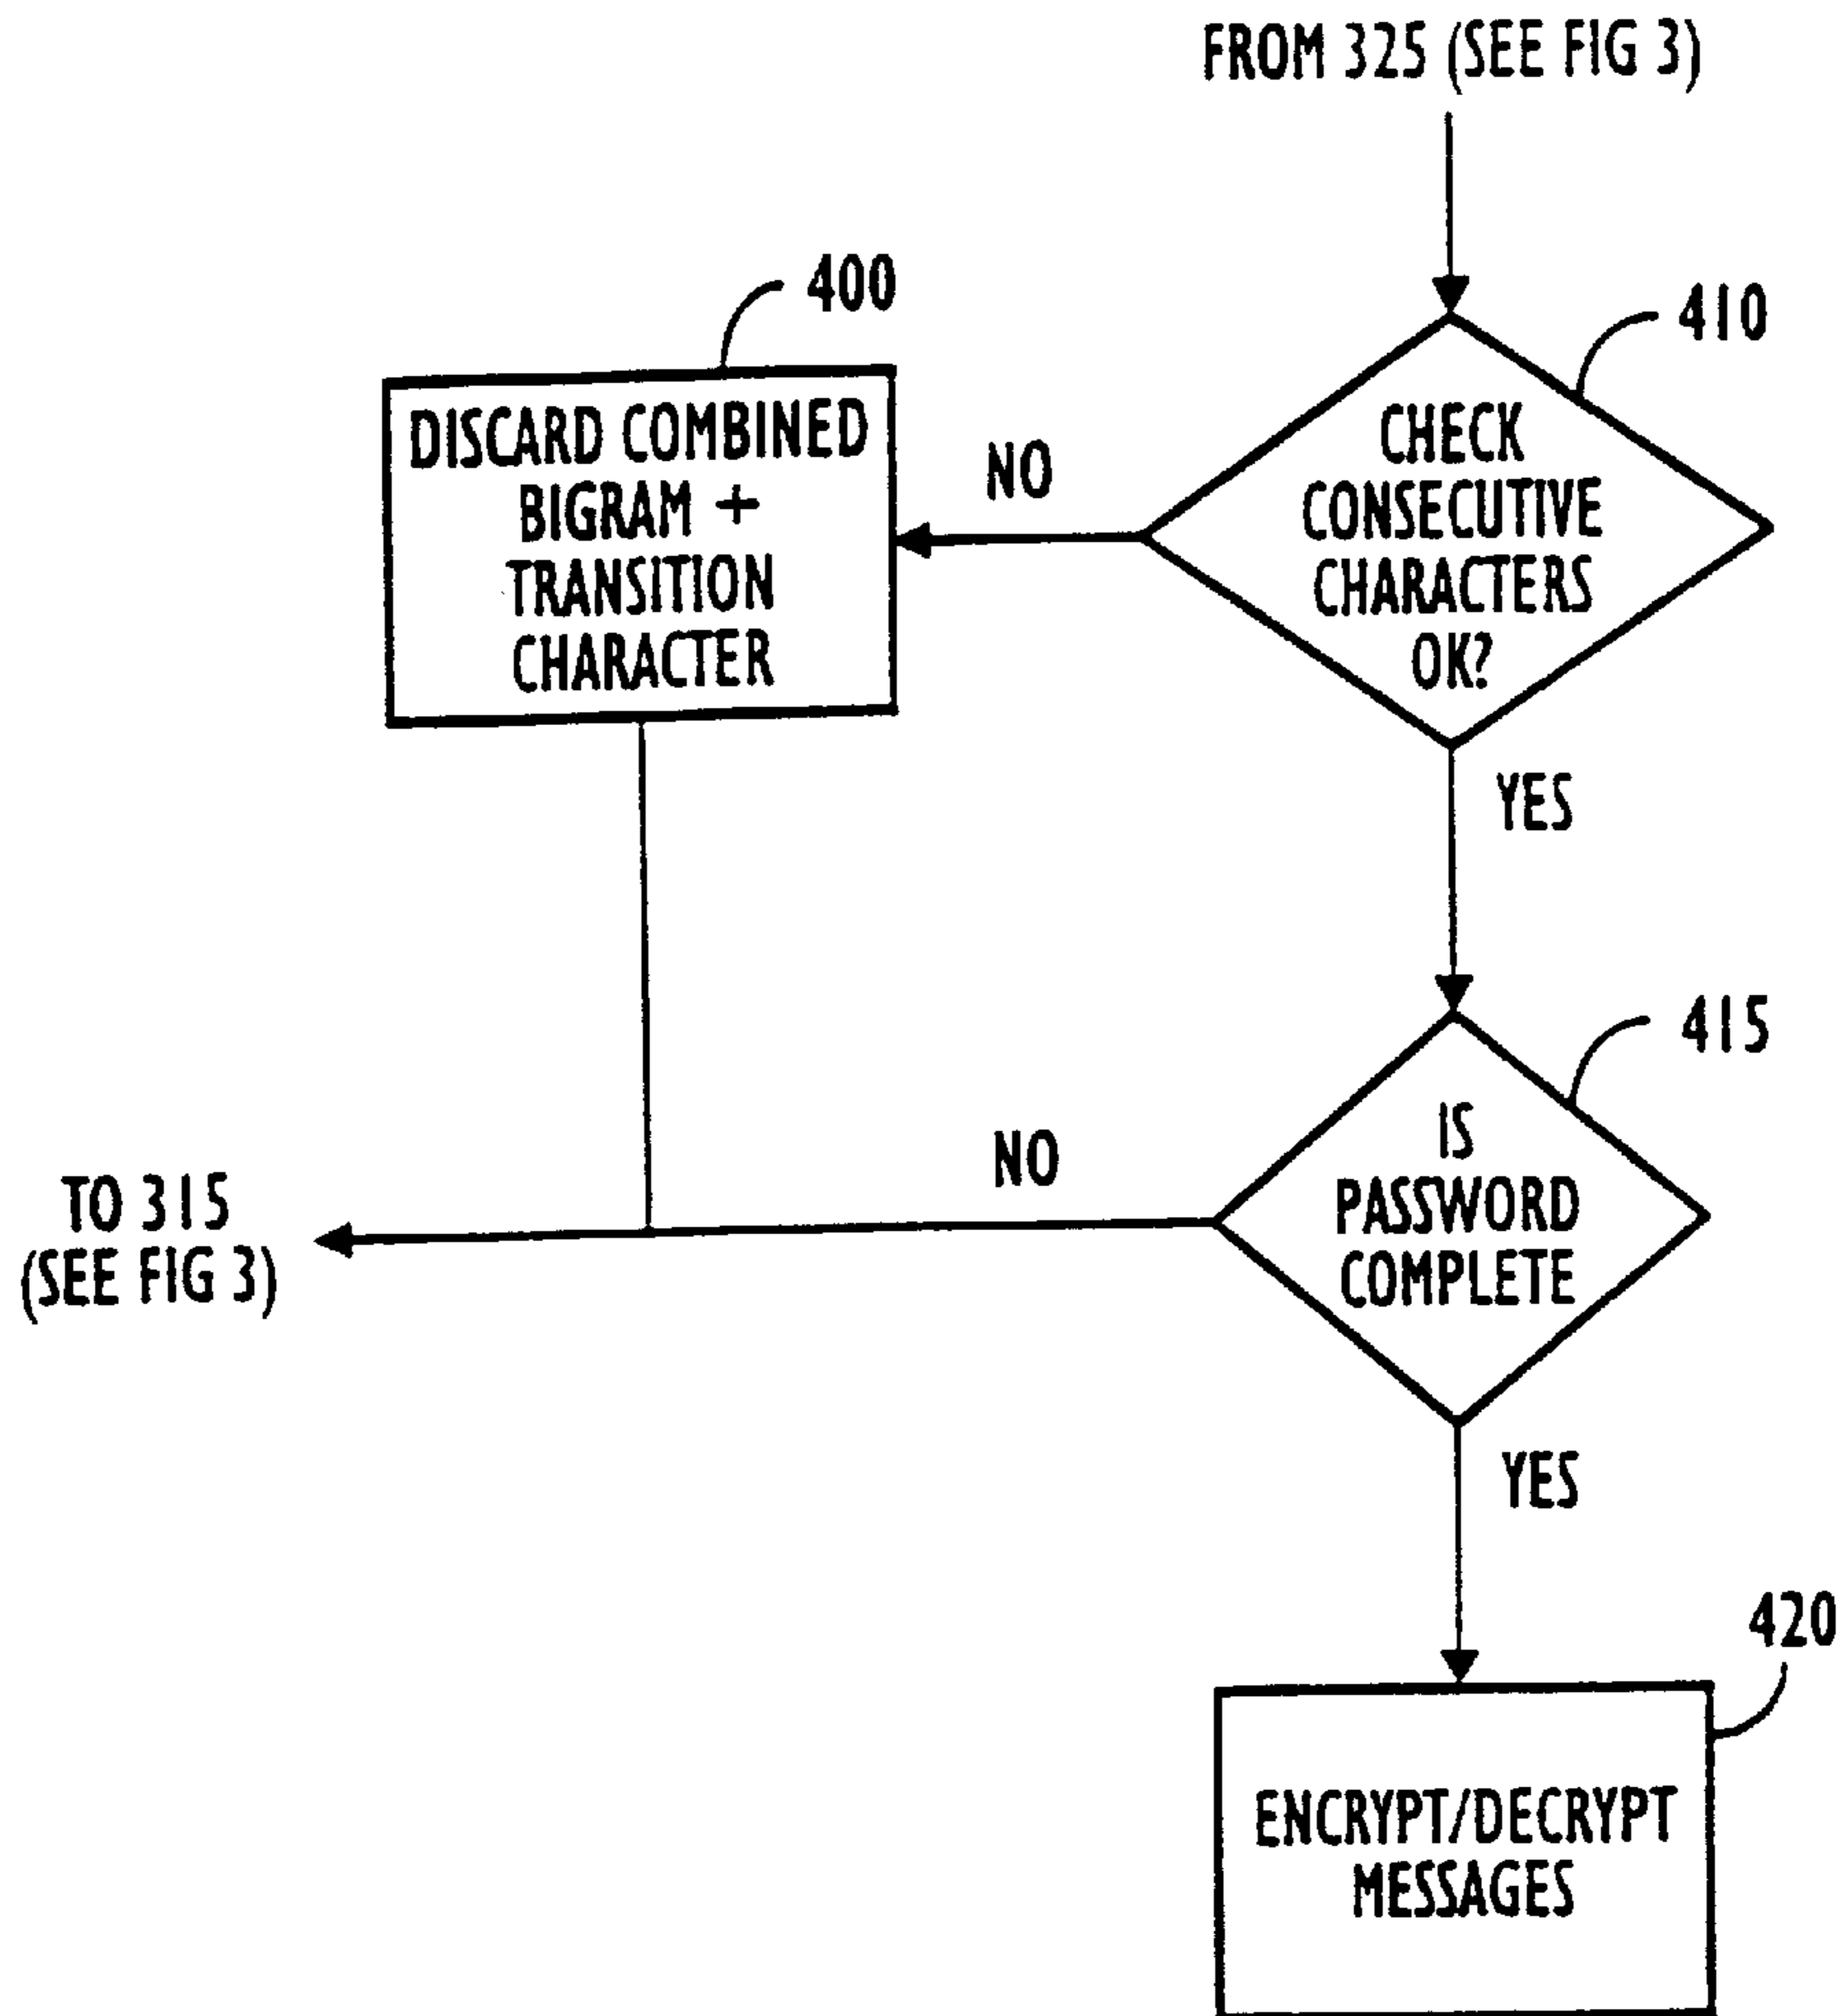 FROM 325 (SEE FIG 3)
400
410
DISCARD COMBINED
BIGRAM +
TRANSITION
CHARACTER
NO
CHECK
CONSECUTIVE
CHARACTERS
OK?
YES
415
IS
PASSWORD
COMPLETE
NO
TO 315
(SEE FIG 3)
YES
420
ENCRYPT/DECRYPT
MESSAGES